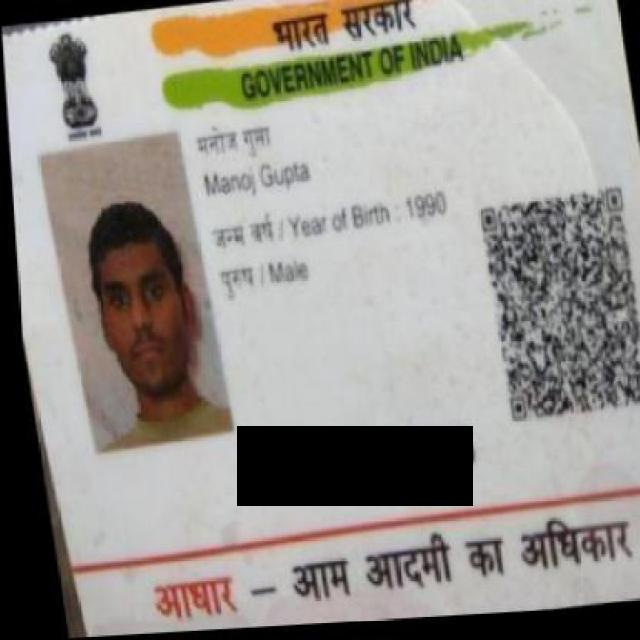 भारत सरकार
GOVERNMENT OF INDIA
मनोज गुप्ता
Manoj Gupta
जन्म वर्ष / Year of Birth : 1990
पुरुष / Male
आधार – आम आदमी का अधिकार